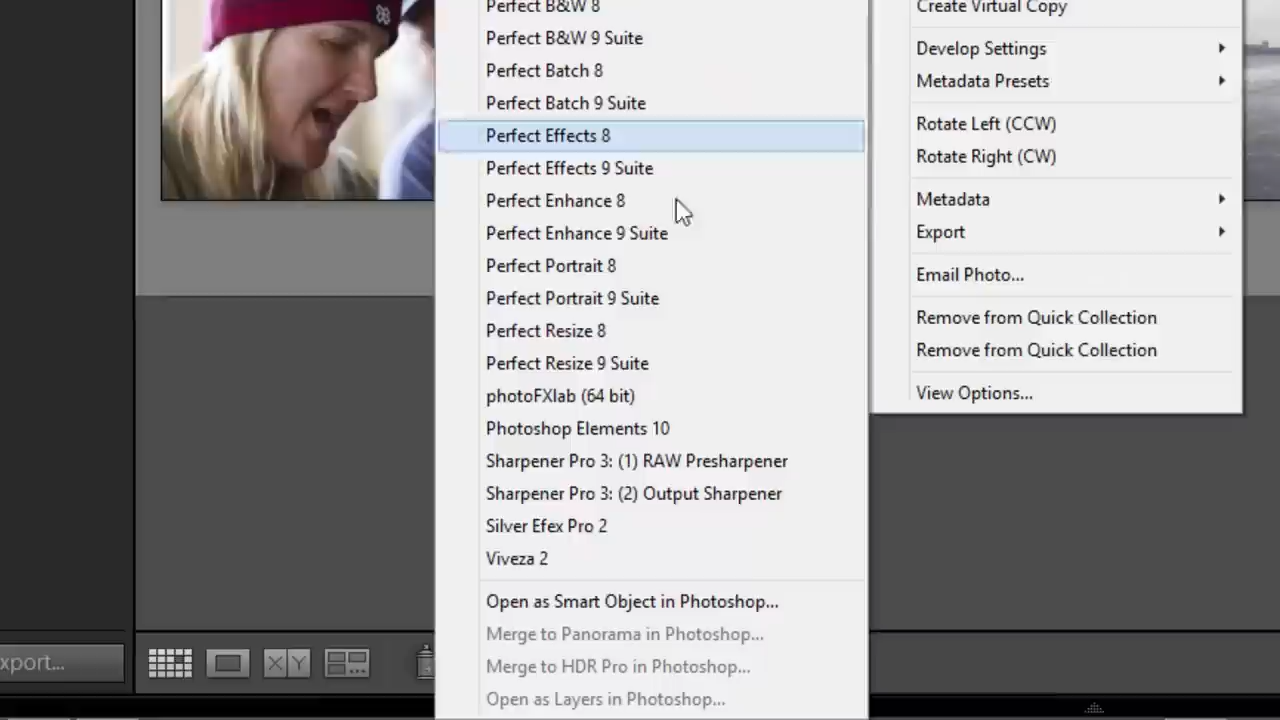 Perfect B&W 8
Perfect B&W 9 Suite
Perfect Batch 8
Perfect Batch 9 Suite
Perfect Effects 8
Perfect Effects 9 Suite
Perfect Enhance 8
Perfect Enhance 9 Suite
Perfect Portrait 8
Perfect Portrait 9 Suite
Perfect Resize 8
Perfect Resize 9 Suite
photoFXlab (64 bit)
Photoshop Elements 10
Sharpener Pro 3: (1) RAW Presharpener
Sharpener Pro 3: (2) Output Sharpener
Silver Efex Pro 2
Viveza 2
Open as Smart Object in Photoshop...
Merge to Panorama in Photoshop...
Merge to HDR Pro in Photoshop...
Open as Layers in Photoshop...
Create Virtual Copy
Develop Settings
Metadata Presets
Rotate Left (CCW)
Rotate Right (CW)
Metadata
Export
Email Photo...
Remove from Quick Collection
Remove from Quick Collection
View Options...
xport...
X Y